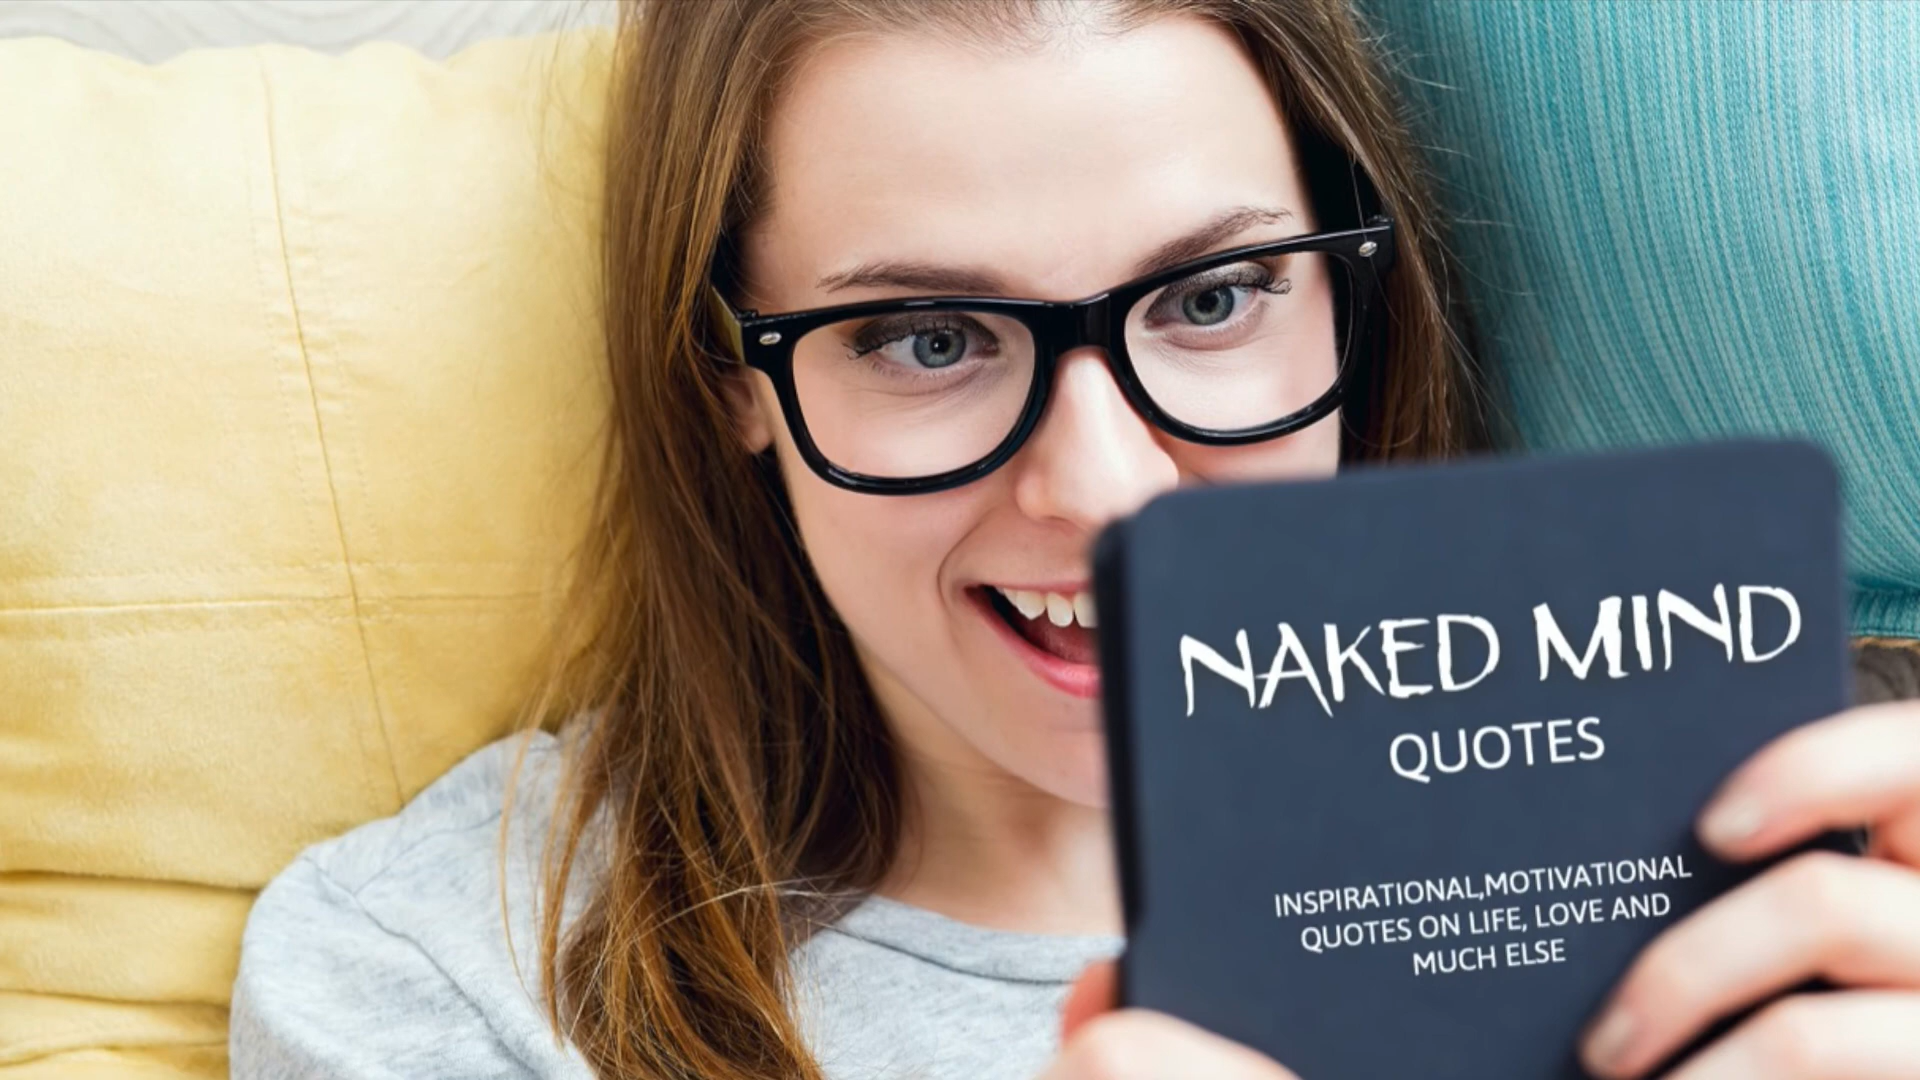 NAKED MIND
QUOTES
INSPIRATIONAL,MOTIVATIONAL
QUOTES ON LIFE, LOVE AND
MUCH ELSE